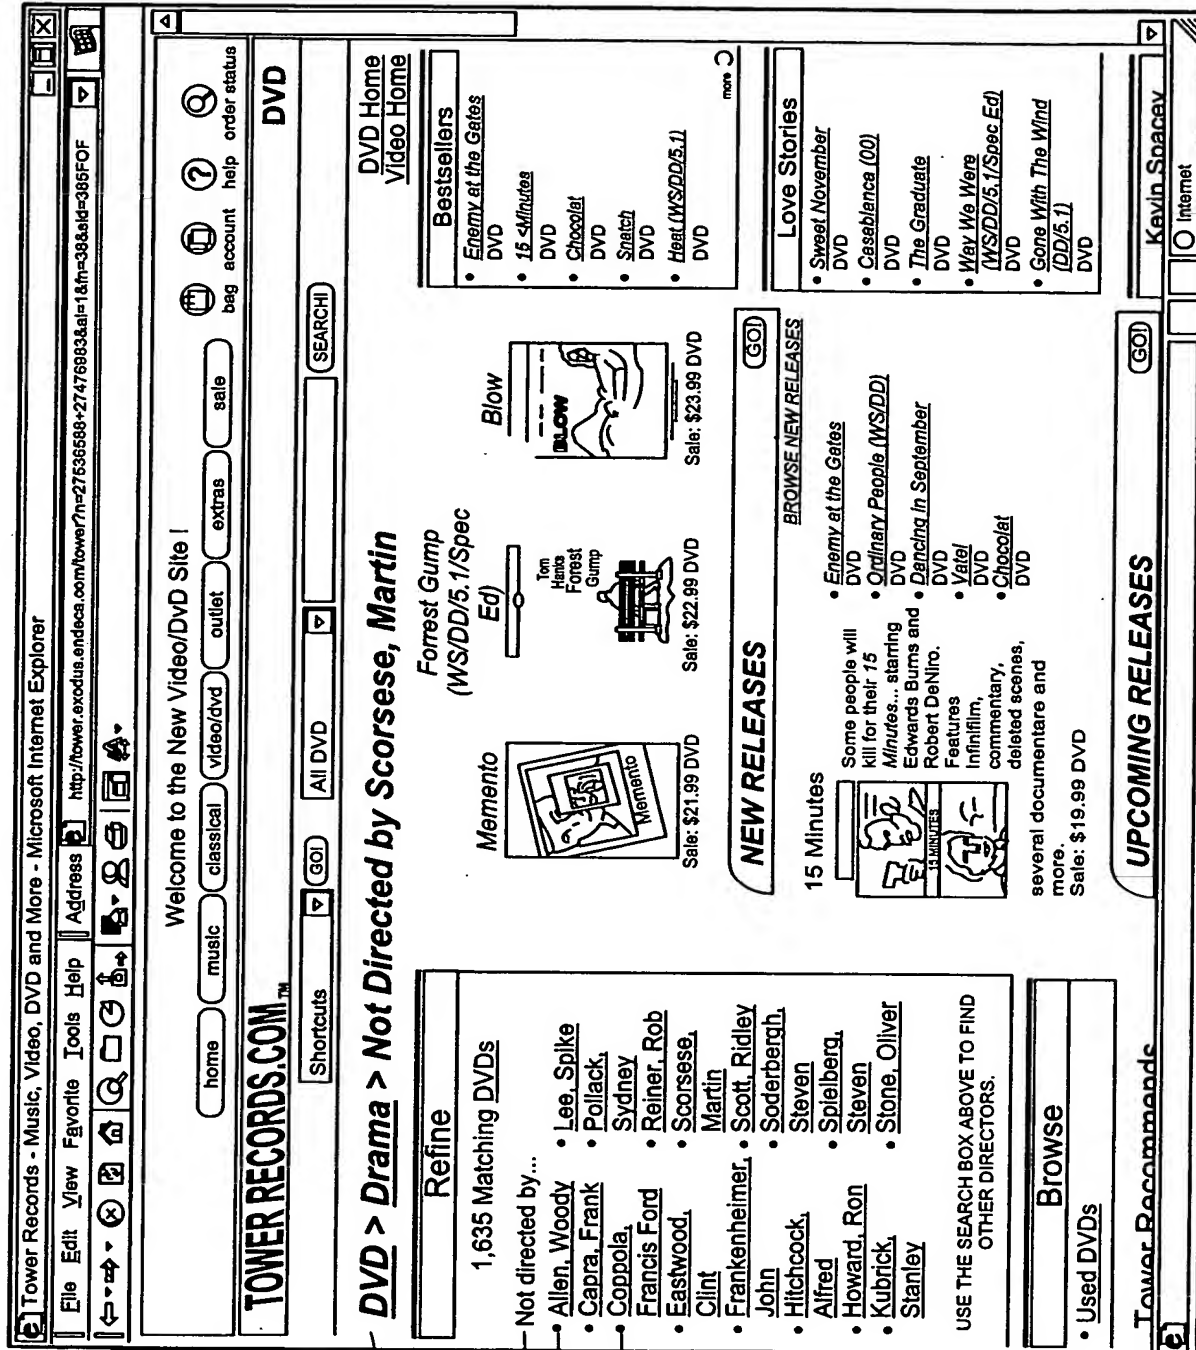 Tower Records - Music, Video, DVD and More - Microsoft Internet Explorer
File Edit View Favorite Tools Help
Address
http://tower.exodus.endeca.com/tower?n=27536588+27476983&al=1&fn=38&sid=385FOF
Welcome to the New Video/DvD Site !
home
music
classical
video/dvd
outlet
extras
sale
bag
account
help
order status
TOWER RECORDS.COM TM
DVD
Shortcuts
GO!
All DVD
SEARCH!
DVD > Drama > Not Directed by Scorsese, Martin
DVD Home
Video Home
Refine
1,635 Matching DVDs
Not directed by...
• Allen, Woody
• Capra, Frank
• Coppola,
Francis Ford
• Eastwood,
Clint
• Frankenheimer,
John
• Hitchcock,
Alfred
• Howard, Ron
• Kubrick,
Stanley
• Lee, Spike
• Pollack,
Sydney
• Reiner, Rob
• Scorsese,
Martin
• Scott, Ridley
• Soderbergh,
Steven
• Spielberg,
Steven
• Stone, Oliver
USE THE SEARCH BOX ABOVE TO FIND
OTHER DIRECTORS.
Browse
• Used DVDs
Tower Recommends
Memento
Memento
Sale: $21.99 DVD
Forrest Gump
(WS/DD/5.1/Spec
Ed)
Tom
Hanks
Forest
Gump
Sale: $22.99 DVD
Blow
BLOW
Sale: $23.99 DVD
NEW RELEASES
GO!
BROWSE NEW RELEASES
15 Minutes
15 MINUTES
Some people will
kill for their 15
Minutes... starring
Edwards Burns and
Robert DeNiro.
Features
Infinifilm,
commentary,
deleted scenes,
several documentare and
more.
Sale: $19.99 DVD
• Enemy at the Gates
DVD
• Ordinary People (WS/DD)
DVD
• Dancing in September
DVD
• Vatel
DVD
• Chocolat
DVD
UPCOMING RELEASES
GO!
Bestsellers
• Enemy at the Gates
DVD
• 15 <Minutes
DVD
• Chocolat
DVD
• Snatch
DVD
• Heat (WS/DD/5.1)
DVD
more
Love Stories
• Sweet November
DVD
• Casablanca (00)
DVD
• The Graduate
DVD
• Way We Were
(WS/DD/5.1/Spec Ed)
DVD
• Gone With The Wind
(DD/5.1)
DVD
Kevin Spacey
Internet